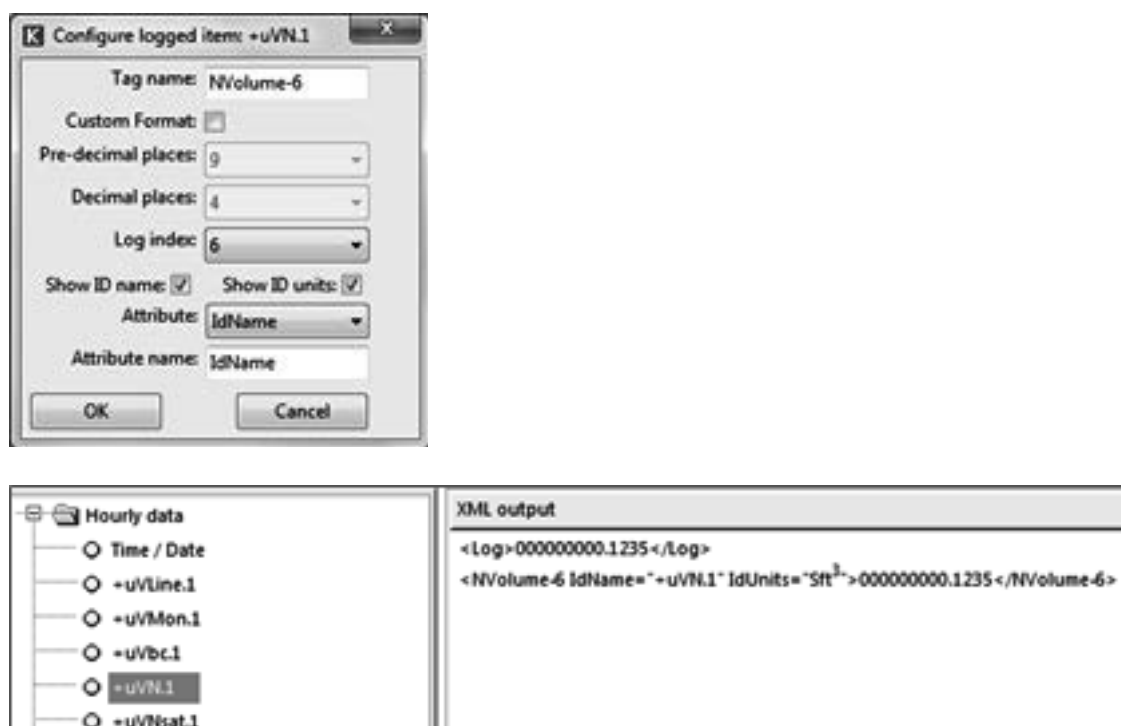 K Configure logged item: +uVN.1 x
Tag name: NVolume-6
Custom Format:
Pre-decimal places: 9
Decimal places: 4
Log index: 6
Show ID name: Show ID units:
Attribute: IdName
Attribute name: IdName
OK Cancel
Hourly data
Time / Date
+uVLine.1
+uVMon.1
+uVbc.1
+uVN.1
+uVNsat.1
XML output
<Log>000000000.1235</Log>
<NVolume-6 IdName="+uVN.1" IdUnits="Sft³">000000000.1235</NVolume-6>